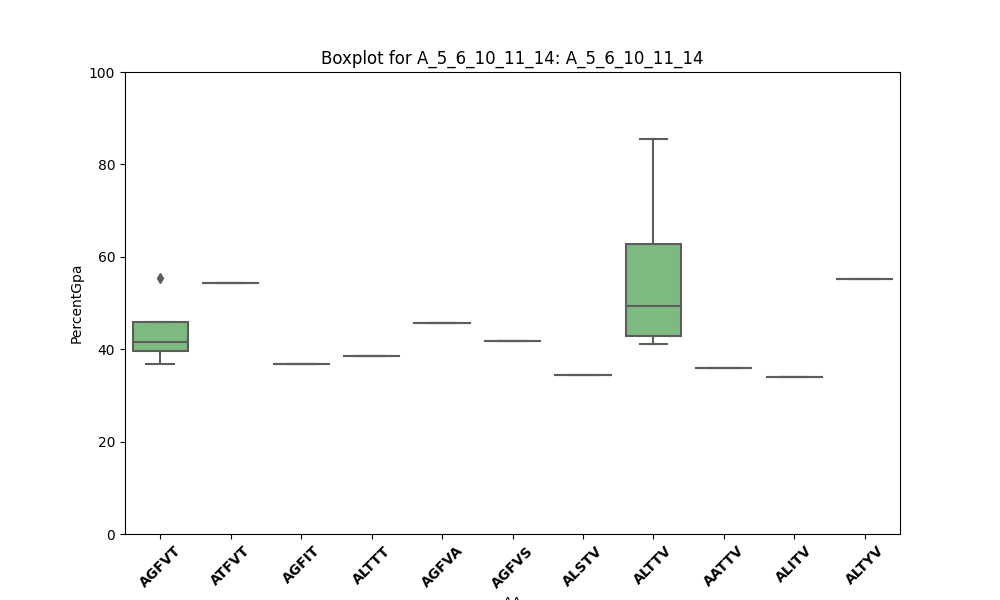 Boxplot for A_5_6_10_11_14: A_5_6_10_11_14
100
80
60
40
20
0
PercentGpa
AGFVT
ATFVT
AGFIT
ALTTT
AGFVA
AGFVS
ALSTV
ALTTV
AATTV
ALITV
ALTYV